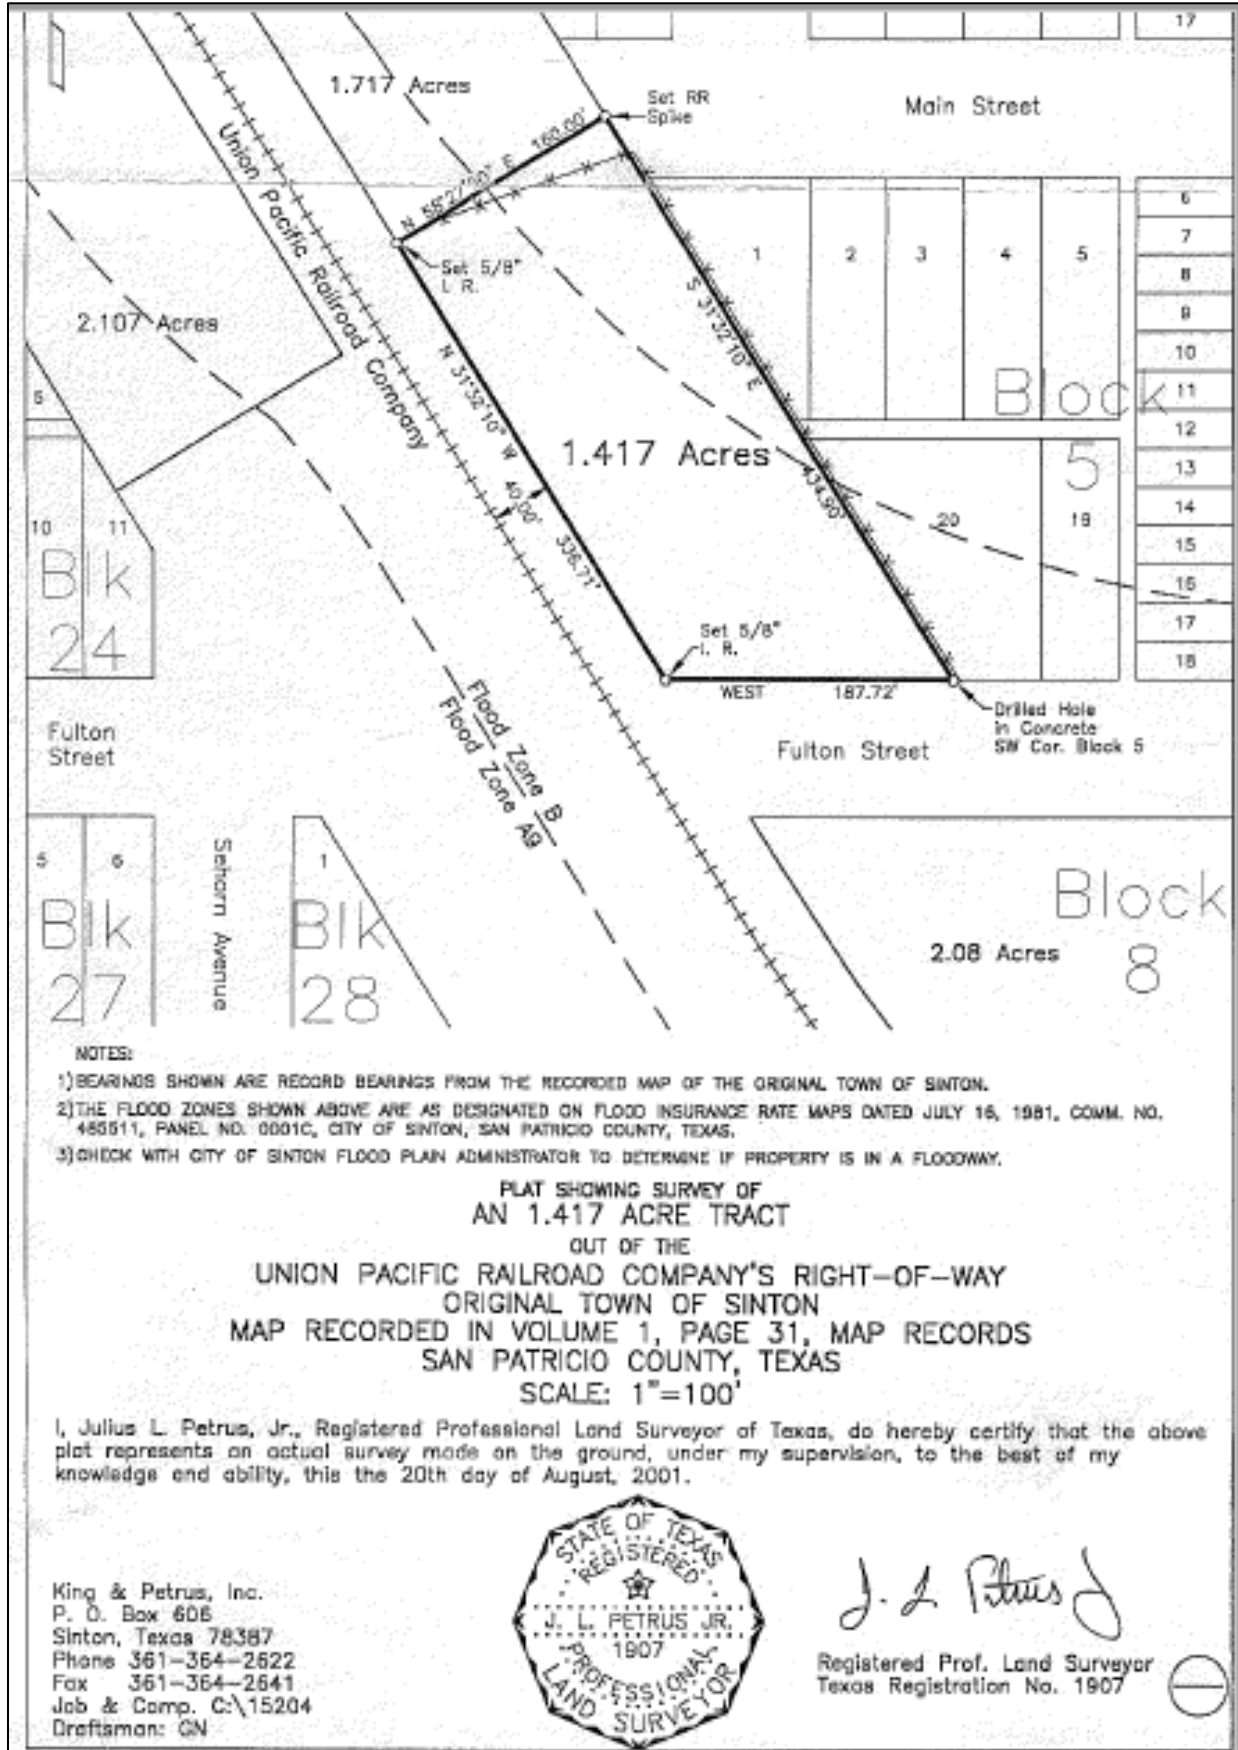 17
1.717 Acres
Set RR
Spike
Main Street
Union Pacific Railroad Company
160.00'
1
2
3
4
5
6
7
8
9
10
11
12
13
14
15
16
17
18
Set 5/8"
I. R.
2.107 Acres
N 31°32'10" W
336.71'
40.00'
S 31°32'10" E
434.90'
1.417 Acres
Block
5
20
19
10
11
Blk
24
Set 5/8"
I. R.
WEST
187.72'
Drilled Hole
in Concrete
SW Cor. Block 5
Flood Zone B
Flood Zone A9
Fulton
Street
Fulton Street
5
6
Blk
27
Sehorn Avenue
1
Blk
28
Block
8
2.08 Acres
NOTES:
1) BEARINGS SHOWN ARE RECORD BEARINGS FROM THE RECORDED MAP OF THE ORIGINAL TOWN OF SINTON.
2) THE FLOOD ZONES SHOWN ABOVE ARE AS DESIGNATED ON FLOOD INSURANCE RATE MAPS DATED JULY 16, 1981, COMM. NO.
485511, PANEL NO. 0001C, CITY OF SINTON, SAN PATRICIO COUNTY, TEXAS.
3) CHECK WITH CITY OF SINTON FLOOD PLAIN ADMINISTRATOR TO DETERMINE IF PROPERTY IS IN A FLOODWAY.
PLAT SHOWING SURVEY OF
AN 1.417 ACRE TRACT
OUT OF THE
UNION PACIFIC RAILROAD COMPANY'S RIGHT-OF-WAY
ORIGINAL TOWN OF SINTON
MAP RECORDED IN VOLUME 1, PAGE 31, MAP RECORDS
SAN PATRICIO COUNTY, TEXAS
SCALE: 1"=100'
I, Julius L. Petrus, Jr., Registered Professional Land Surveyor of Texas, do hereby certify that the above
plat represents an actual survey made on the ground, under my supervision, to the best of my
knowledge and ability, this the 20th day of August, 2001.
STATE OF TEXAS
REGISTERED
J. L. PETRUS JR.
1907
PROFESSIONAL
LAND SURVEYOR
King & Petrus, Inc.
P. O. Box 606
Sinton, Texas 78387
Phone 361-364-2622
Fax 361-364-2641
Job & Comp. C:\15204
Draftsman: GN
J. L Petrus J
Registered Prof. Land Surveyor
Texas Registration No. 1907